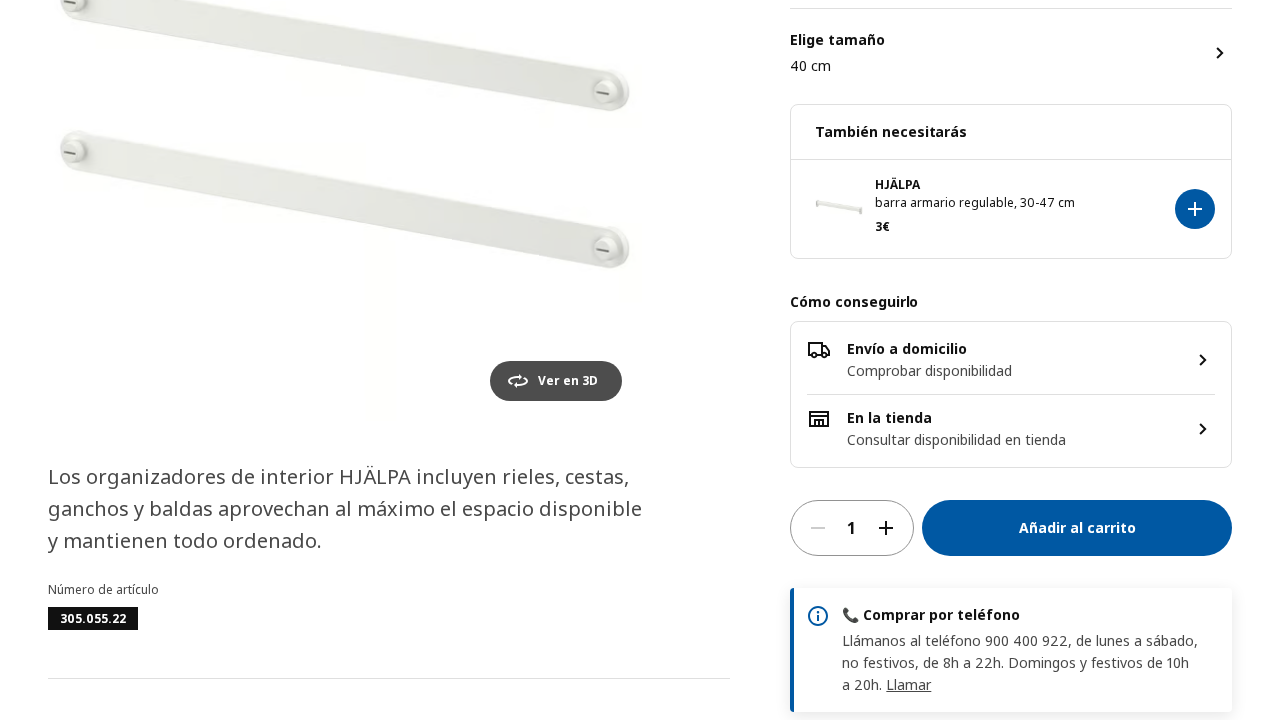 Ver en 3D
Los organizadores de interior HJÄLPA incluyen rieles, cestas,
ganchos y baldas aprovechan al máximo el espacio disponible
y mantienen todo ordenado.
Número de artículo
305.055.22
Elige tamaño
40 cm
También necesitarás
HJÄLPA
barra armario regulable, 30-47 cm
3€
Cómo conseguirlo
Envío a domicilio
Comprobar disponibilidad
En la tienda
Consultar disponibilidad en tienda
1
Añadir al carrito
📞 Comprar por teléfono
Llámanos al teléfono 900 400 922, de lunes a sábado,
no festivos, de 8h a 22h. Domingos y festivos de 10h
a 20h. Llamar